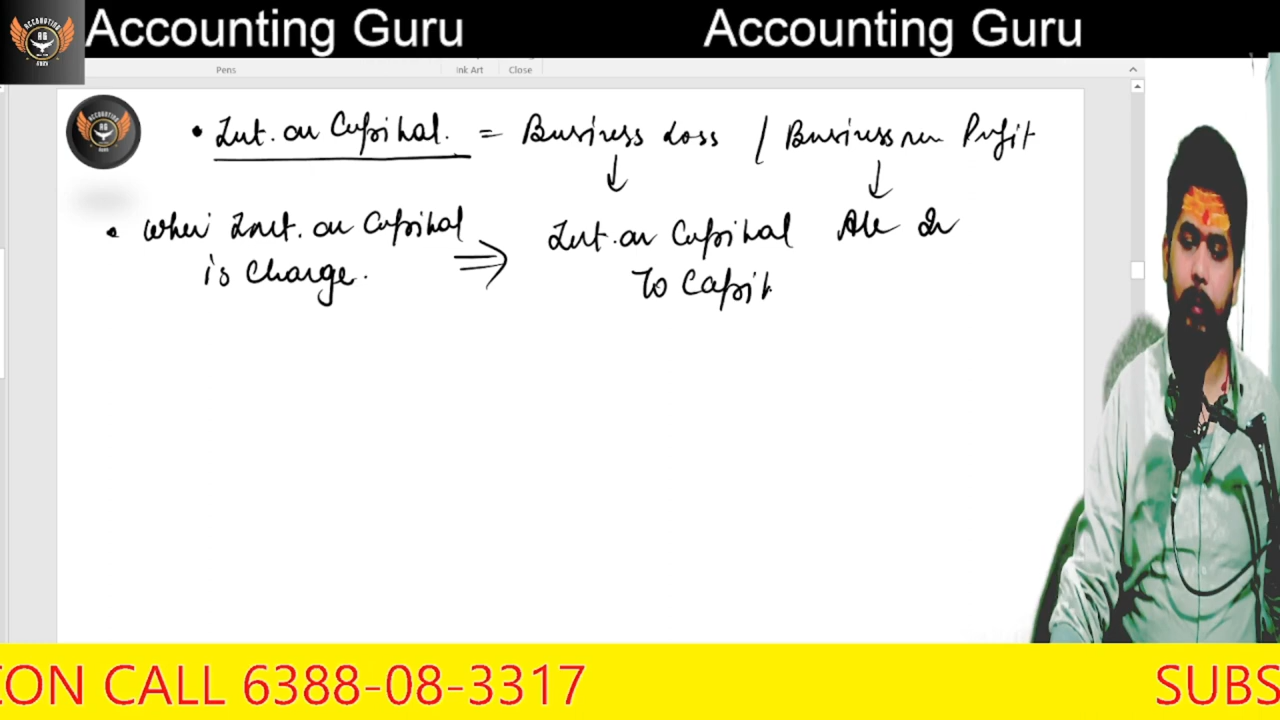 Accounting Guru
Accounting Guru
Pens
Ink Art
Close
• Int. on Capital. = Business Loss / Business Profit
• When Int. on Capital
is Charge.
⇒ Int. on Capital A/c Dr
To Capit
ION CALL 6388-08-3317
SUBS